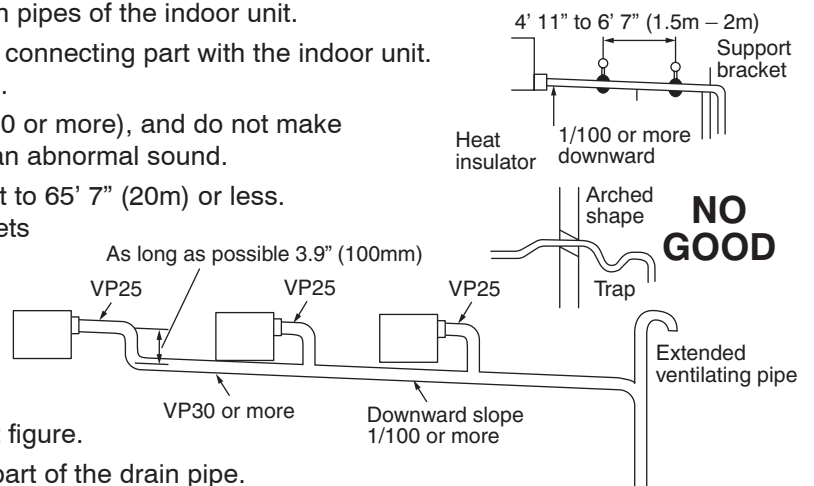 n pipes of the indoor unit.
connecting part with the indoor unit.
.
0 or more), and do not make
an abnormal sound.
t to 65’ 7” (20m) or less.
ets
4’ 11” to 6’ 7” (1.5m – 2m)
Support
bracket
Heat
insulator
1/100 or more
downward
Arched
shape
NO
GOOD
Trap
As long as possible 3.9” (100mm)
VP25
VP25
VP25
Extended
ventilating pipe
VP30 or more
Downward slope
1/100 or more
figure.
part of the drain pipe.